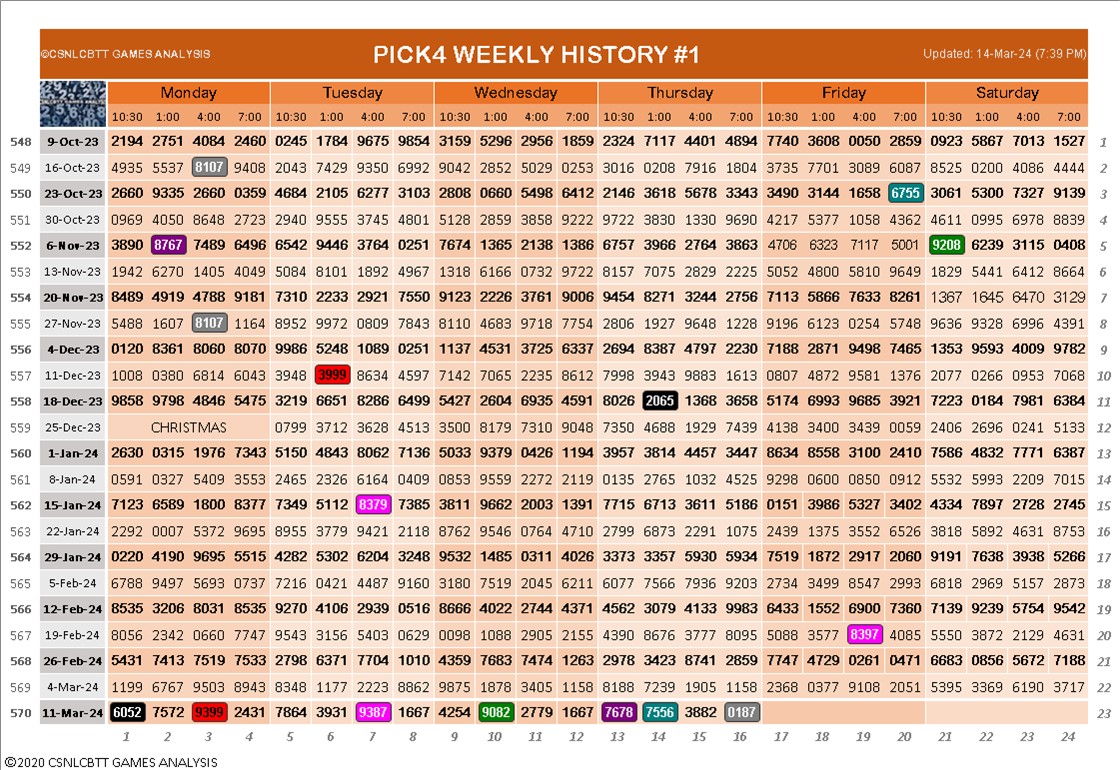 ©CSNLCBTT GAMES ANALYSIS PICK4 WEEKLY HISTORY #1 Updated: 14-Mar-24 (7:39 PM)
Monday Tuesday Wednesday Thursday Friday Saturday
10:30 1:00 4:00 7:00 10:30 1:00 4:00 7:00 10:30 1:00 4:00 7:00 10:30 1:00 4:00 7:00 10:30 1:00 4:00 7:00 10:30 1:00 4:00 7:00
548 9-Oct-23 2194 2751 4084 2460 0245 1784 9675 9854 3159 5296 2956 1859 2324 7117 4401 4894 7740 3608 0050 2859 0923 5867 7013 1527 1
549 16-Oct-23 4935 5537 8107 9408 2043 7429 9350 6992 9042 2852 5029 0253 3016 0208 7916 1804 3735 7701 3089 6087 8525 0200 4086 4444 2
550 23-Oct-23 2660 9335 2660 0359 4684 2105 6277 3103 2808 0660 5498 6412 2146 3618 5678 3343 3490 3144 1658 6755 3061 5300 7327 9139 3
551 30-Oct-23 0969 4050 8648 2723 2940 9555 3745 4801 5128 2859 3858 9222 9722 3830 1330 9690 4217 5377 1058 4362 4611 0995 6978 8839 4
552 6-Nov-23 3890 8767 7489 6496 6542 9446 3764 0251 7674 1365 2138 1386 6757 3966 2764 3863 4706 6323 7117 5001 9208 6239 3115 0408 5
553 13-Nov-23 1942 6270 1405 4049 5084 8101 1892 4967 1318 6166 0732 9722 8157 7075 2829 2225 5052 4800 5810 9649 1829 5441 6412 8664 6
554 20-Nov-23 8489 4919 4788 9181 7310 2233 2921 7550 9123 2226 3761 9006 9454 8271 3244 2756 7113 5866 7633 8261 1367 1645 6470 3129 7
555 27-Nov-23 5488 1607 8107 1164 8952 9972 0809 7843 8110 4683 9718 7754 2806 1927 9648 1228 9196 6123 0254 5748 9636 9328 6996 4391 8
556 4-Dec-23 0120 8361 8060 8070 9986 5248 1089 0251 1137 4531 3725 6337 2694 8387 4797 2230 7188 2871 9498 7465 1353 9593 4009 9782 9
557 11-Dec-23 1008 0380 6814 6043 3948 3999 8634 4597 7142 7065 2235 8612 7998 3943 9883 1613 0807 4872 9581 1376 2077 0266 0353 7068 10
558 18-Dec-23 9858 9798 4846 5475 3219 6651 8286 6499 5427 2604 6935 4591 8026 2065 1368 3658 5174 6993 9685 3921 7223 0184 7981 6384 11
559 25-Dec-23 CHRISTMAS 0799 3712 3628 4513 3500 8179 7310 9048 7350 4688 1929 7439 4138 3400 3439 0059 2406 2696 0241 5133 12
560 1-Jan-24 2630 0315 1976 7343 5150 4843 8062 7136 5033 9379 0426 1194 3957 3814 4457 3447 8634 8558 3100 2410 7586 4832 7771 6387 13
561 8-Jan-24 0591 0327 5409 3553 2465 2326 6164 0409 0853 9559 2272 2119 0135 2765 1032 4525 9298 0600 0850 0912 5532 5993 2209 7015 14
562 15-Jan-24 7123 6589 1800 8377 7349 5112 8379 7385 3811 9662 2003 1391 7715 6713 3611 5186 0151 3986 5327 3402 4334 7897 2728 2745 15
563 22-Jan-24 2292 0007 5372 9695 8955 3779 9421 2118 8762 9546 0764 4710 2799 6873 2291 1075 2439 1375 3552 6526 3818 5892 4631 8753 16
564 29-Jan-24 0220 4190 9695 5515 4282 5302 6204 3248 9532 1485 0311 4026 3373 3357 5930 5934 7519 1872 2917 2060 9191 7638 3938 5266 17
565 5-Feb-24 6788 9497 5693 0737 7216 0421 4487 9160 3180 7519 2045 6211 6077 7566 7936 9203 2734 3499 8547 2993 6818 2969 5157 2873 18
566 12-Feb-24 8535 3206 8031 8535 9270 4106 2939 0516 8666 4022 2744 4371 4562 3079 4133 9983 6433 1552 6900 7360 7139 9239 5754 9542 19
567 19-Feb-24 8056 2342 0660 7747 9543 3156 5403 0629 0098 1088 2905 2155 4390 8676 3777 8095 5088 3577 8397 4085 5550 3872 2129 4631 20
568 26-Feb-24 5431 7413 7519 7533 2798 6371 7704 1010 4359 7683 7474 1263 2978 3423 8741 2859 7747 4729 0261 0471 6683 0856 5672 7188 21
569 4-Mar-24 1199 6767 9503 8943 8348 1177 2223 8862 9875 1878 3405 1158 8188 7239 1905 1158 2368 0377 9108 2051 5395 3369 6190 3717 22
570 11-Mar-24 6052 7572 9399 2431 7864 3931 9387 1667 4254 9082 2779 1667 7678 7556 3882 0187 23
1 2 3 4 5 6 7 8 9 10 11 12 13 14 15 16 17 18 19 20 21 22 23 24
©2020 CSNLCBTT GAMES ANALYSIS